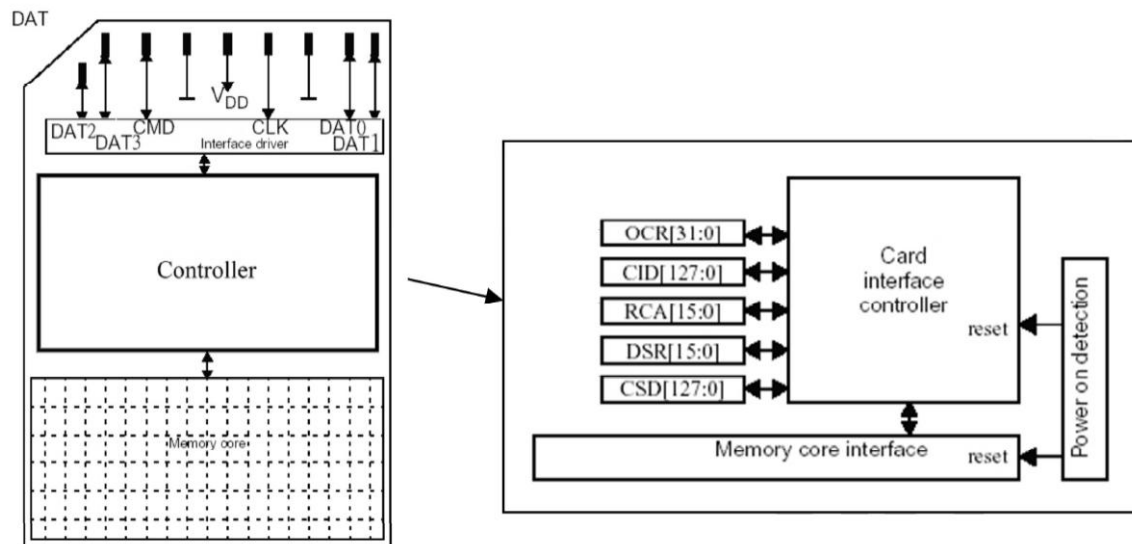 DAT
V_DD
DAT2
DAT3
CMD
CLK
DAT0
DAT1
Interface driver
Controller
Memory core
OCR[31:0]
CID[127:0]
RCA[15:0]
DSR[15:0]
CSD[127:0]
Card
interface
controller
reset
Power on detection
Memory core interface
reset